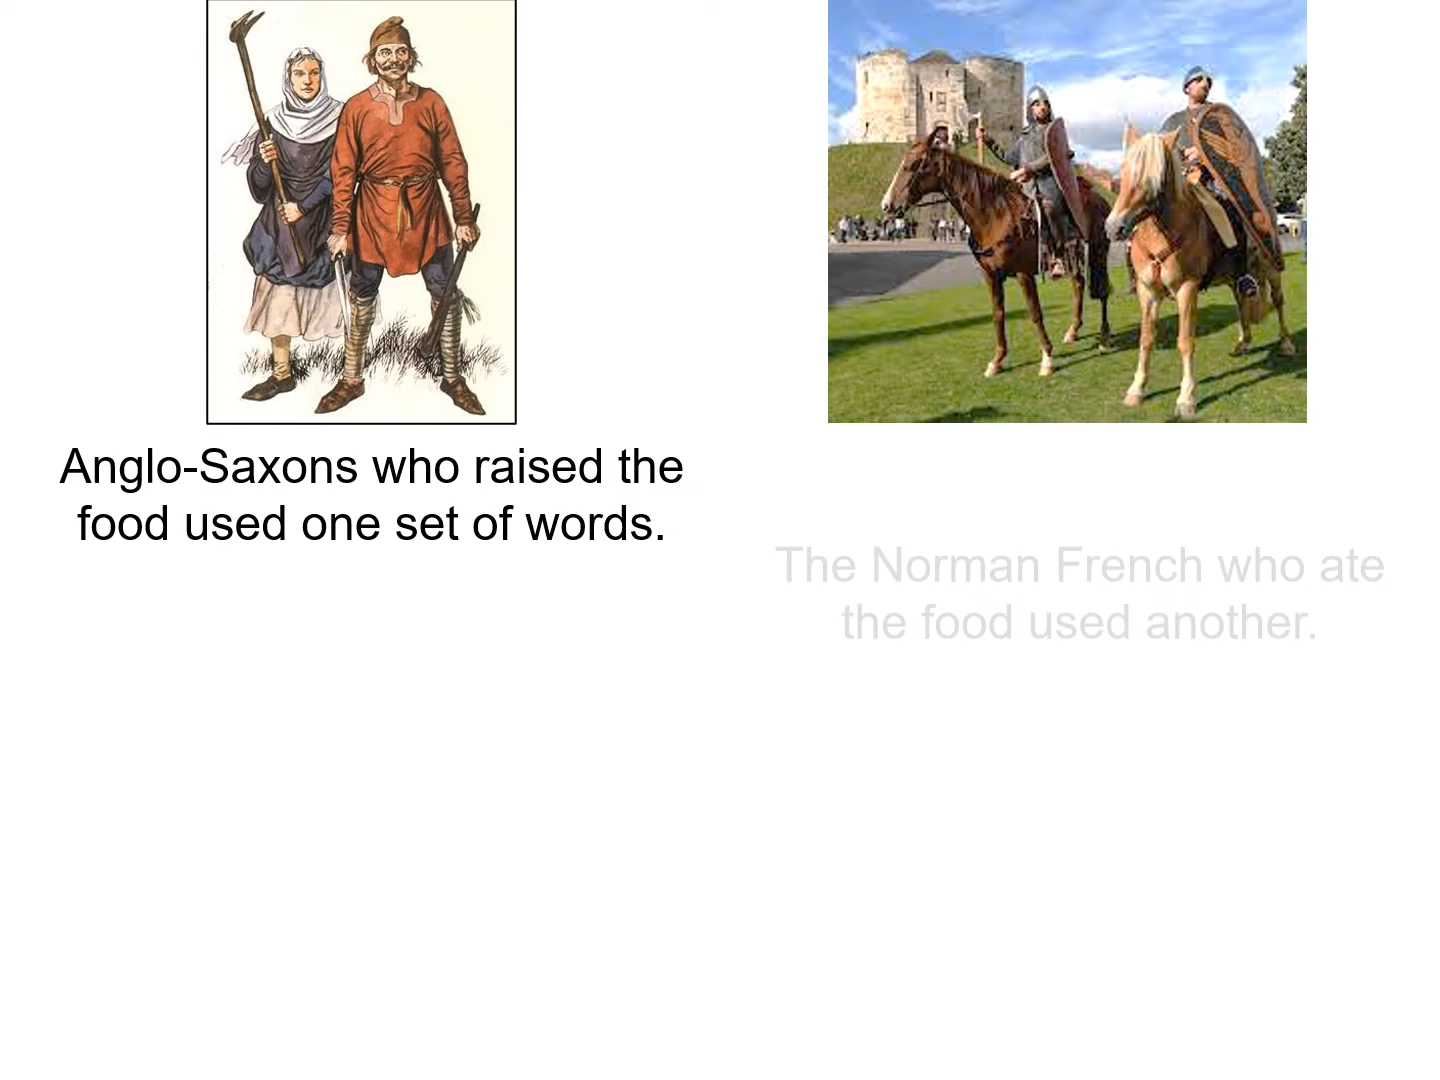 Anglo-Saxons who raised the
food used one set of words.
The Norman French who ate
the food used another.